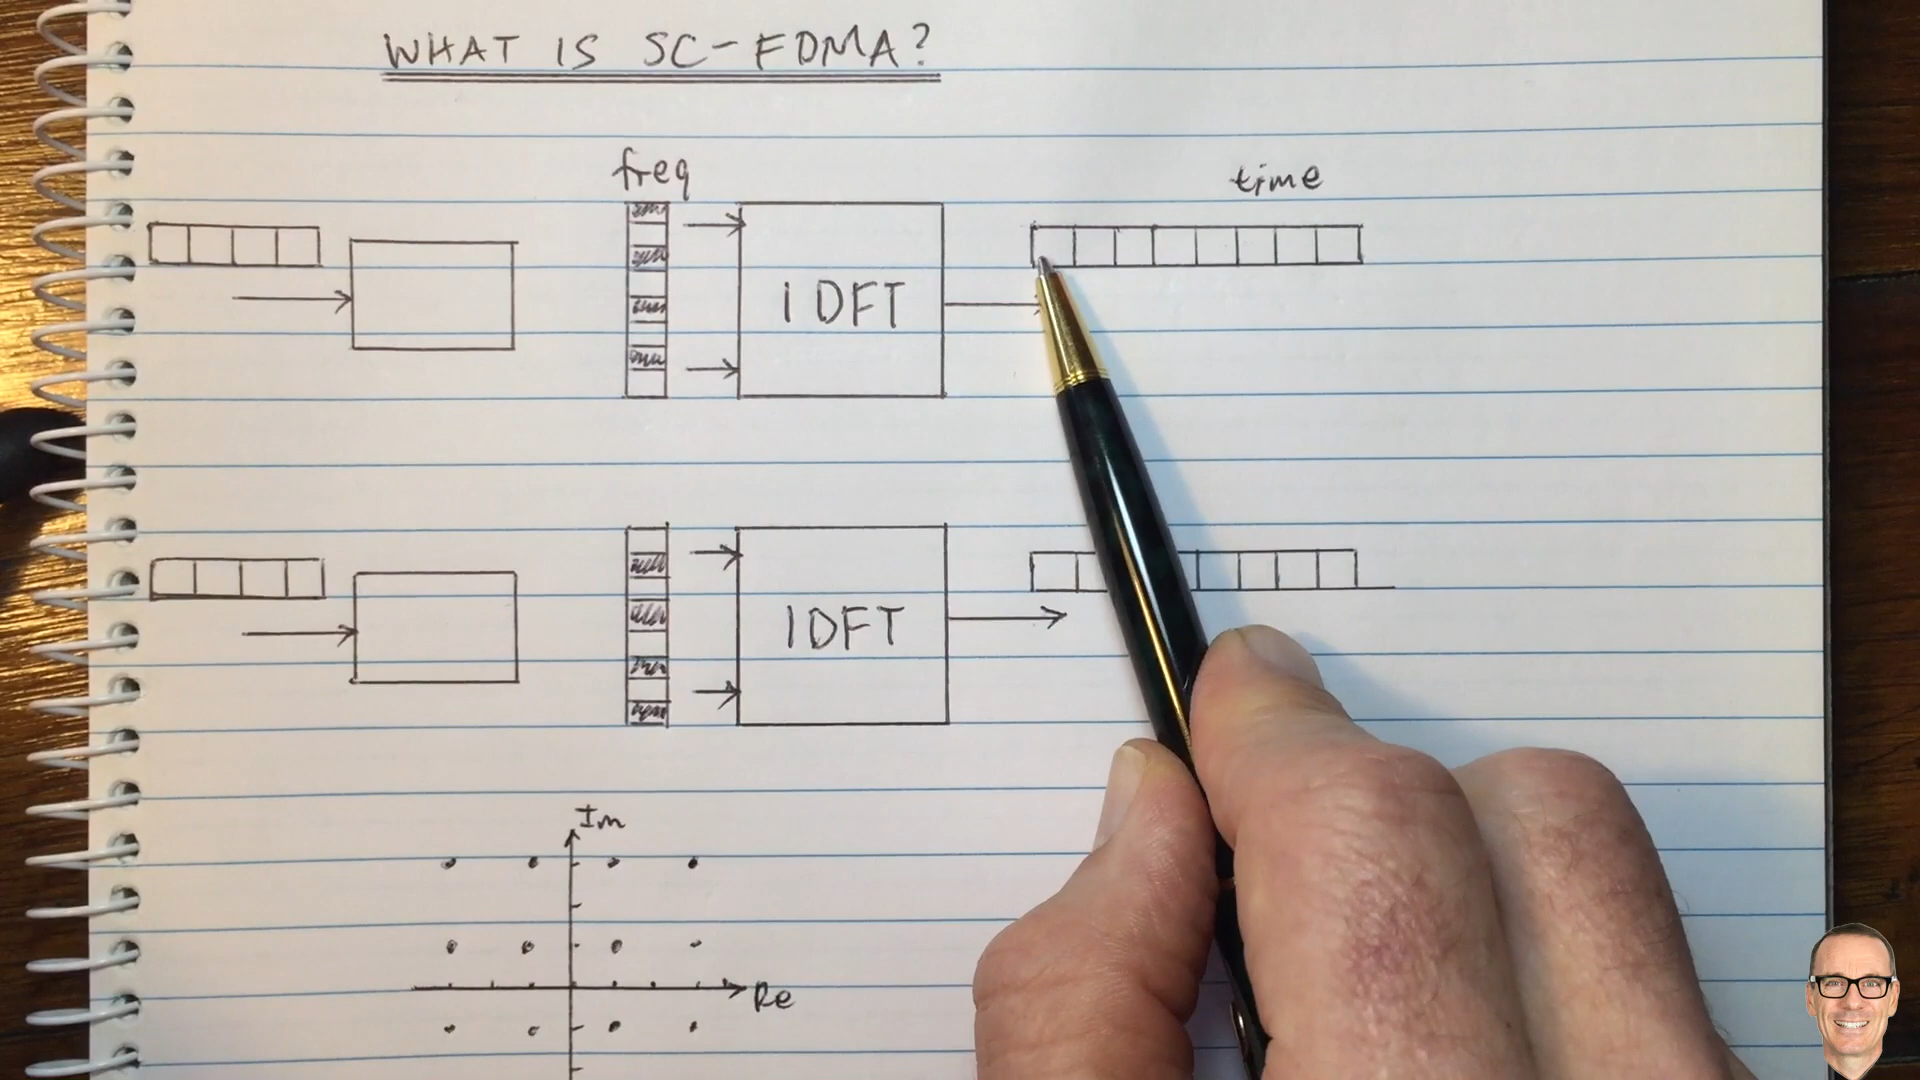 WHAT IS SC-FDMA?
freq
time
IDFT
IDFT
Im
Re